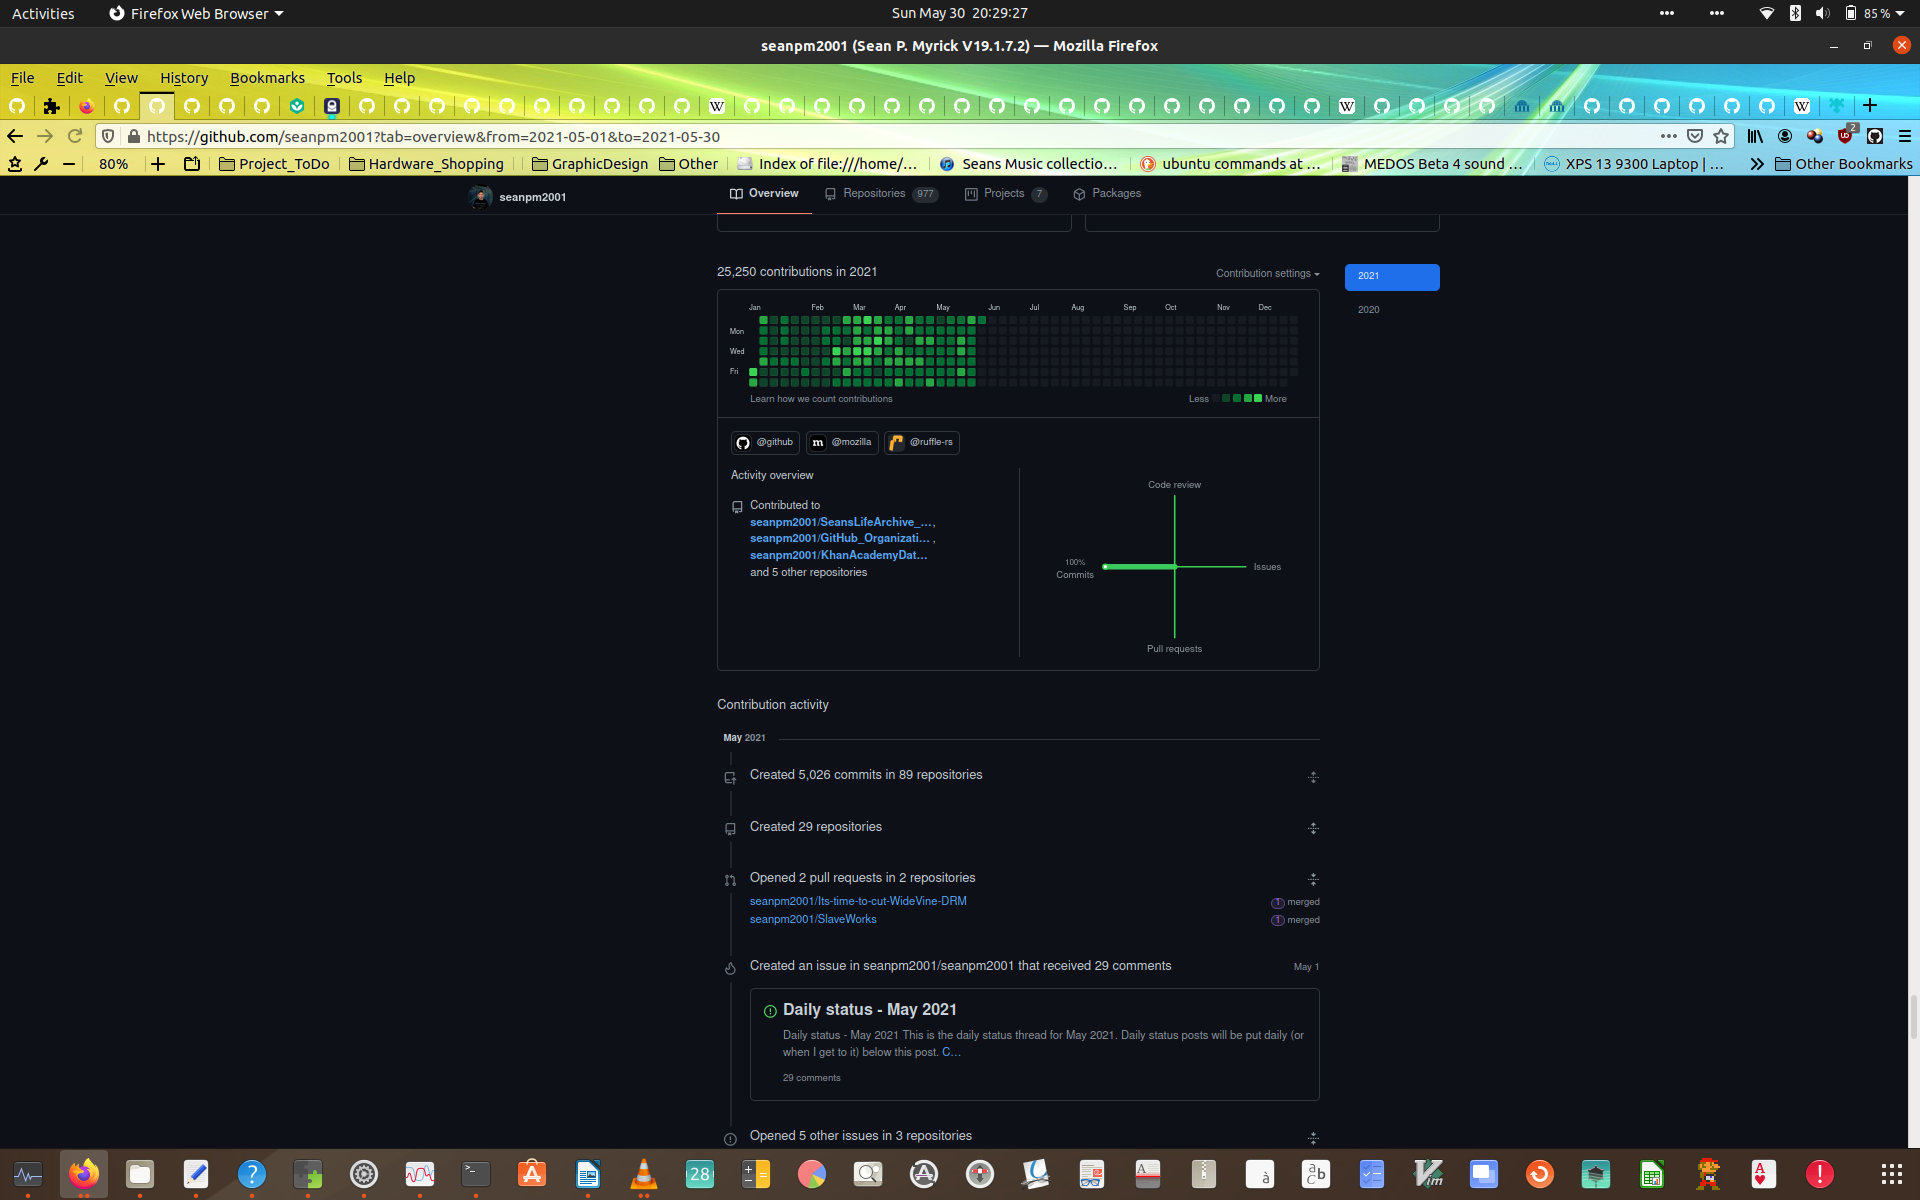 Activities
Firefox Web Browser
Sun May 30 20:29:27
85 %
seanpm2001 (Sean P. Myrick V19.1.7.2) — Mozilla Firefox
File Edit View History Bookmarks Tools Help
https://github.com/seanpm2001?tab=overview&from=2021-05-01&to=2021-05-30
2
80%
Project_ToDo
Hardware_Shopping
GraphicDesign
Other
Index of file:///home/…
Seans Music collectio…
ubuntu commands at …
MEDOS Beta 4 sound …
XPS 13 9300 Laptop | …
Other Bookmarks
seanpm2001
Overview
Repositories 977
Projects 7
Packages
25,250 contributions in 2021
Contribution settings
2021
2020
Jan Feb Mar Apr May Jun Jul Aug Sep Oct Nov Dec
Mon
Wed
Fri
Learn how we count contributions
Less More
@github
@mozilla
@ruffle-rs
Activity overview
Contributed to
seanpm2001/SeansLifeArchive_…,
seanpm2001/GitHub_Organizati… ,
seanpm2001/KhanAcademyDat…
and 5 other repositories
Code review
100%
Commits
Issues
Pull requests
Contribution activity
May 2021
Created 5,026 commits in 89 repositories
Created 29 repositories
Opened 2 pull requests in 2 repositories
seanpm2001/Its-time-to-cut-WideVine-DRM
1 merged
seanpm2001/SlaveWorks
1 merged
Created an issue in seanpm2001/seanpm2001 that received 29 comments
May 1
Daily status - May 2021
Daily status - May 2021 This is the daily status thread for May 2021. Daily status posts will be put daily (or
when I get to it) below this post. C…
29 comments
Opened 5 other issues in 3 repositories
28